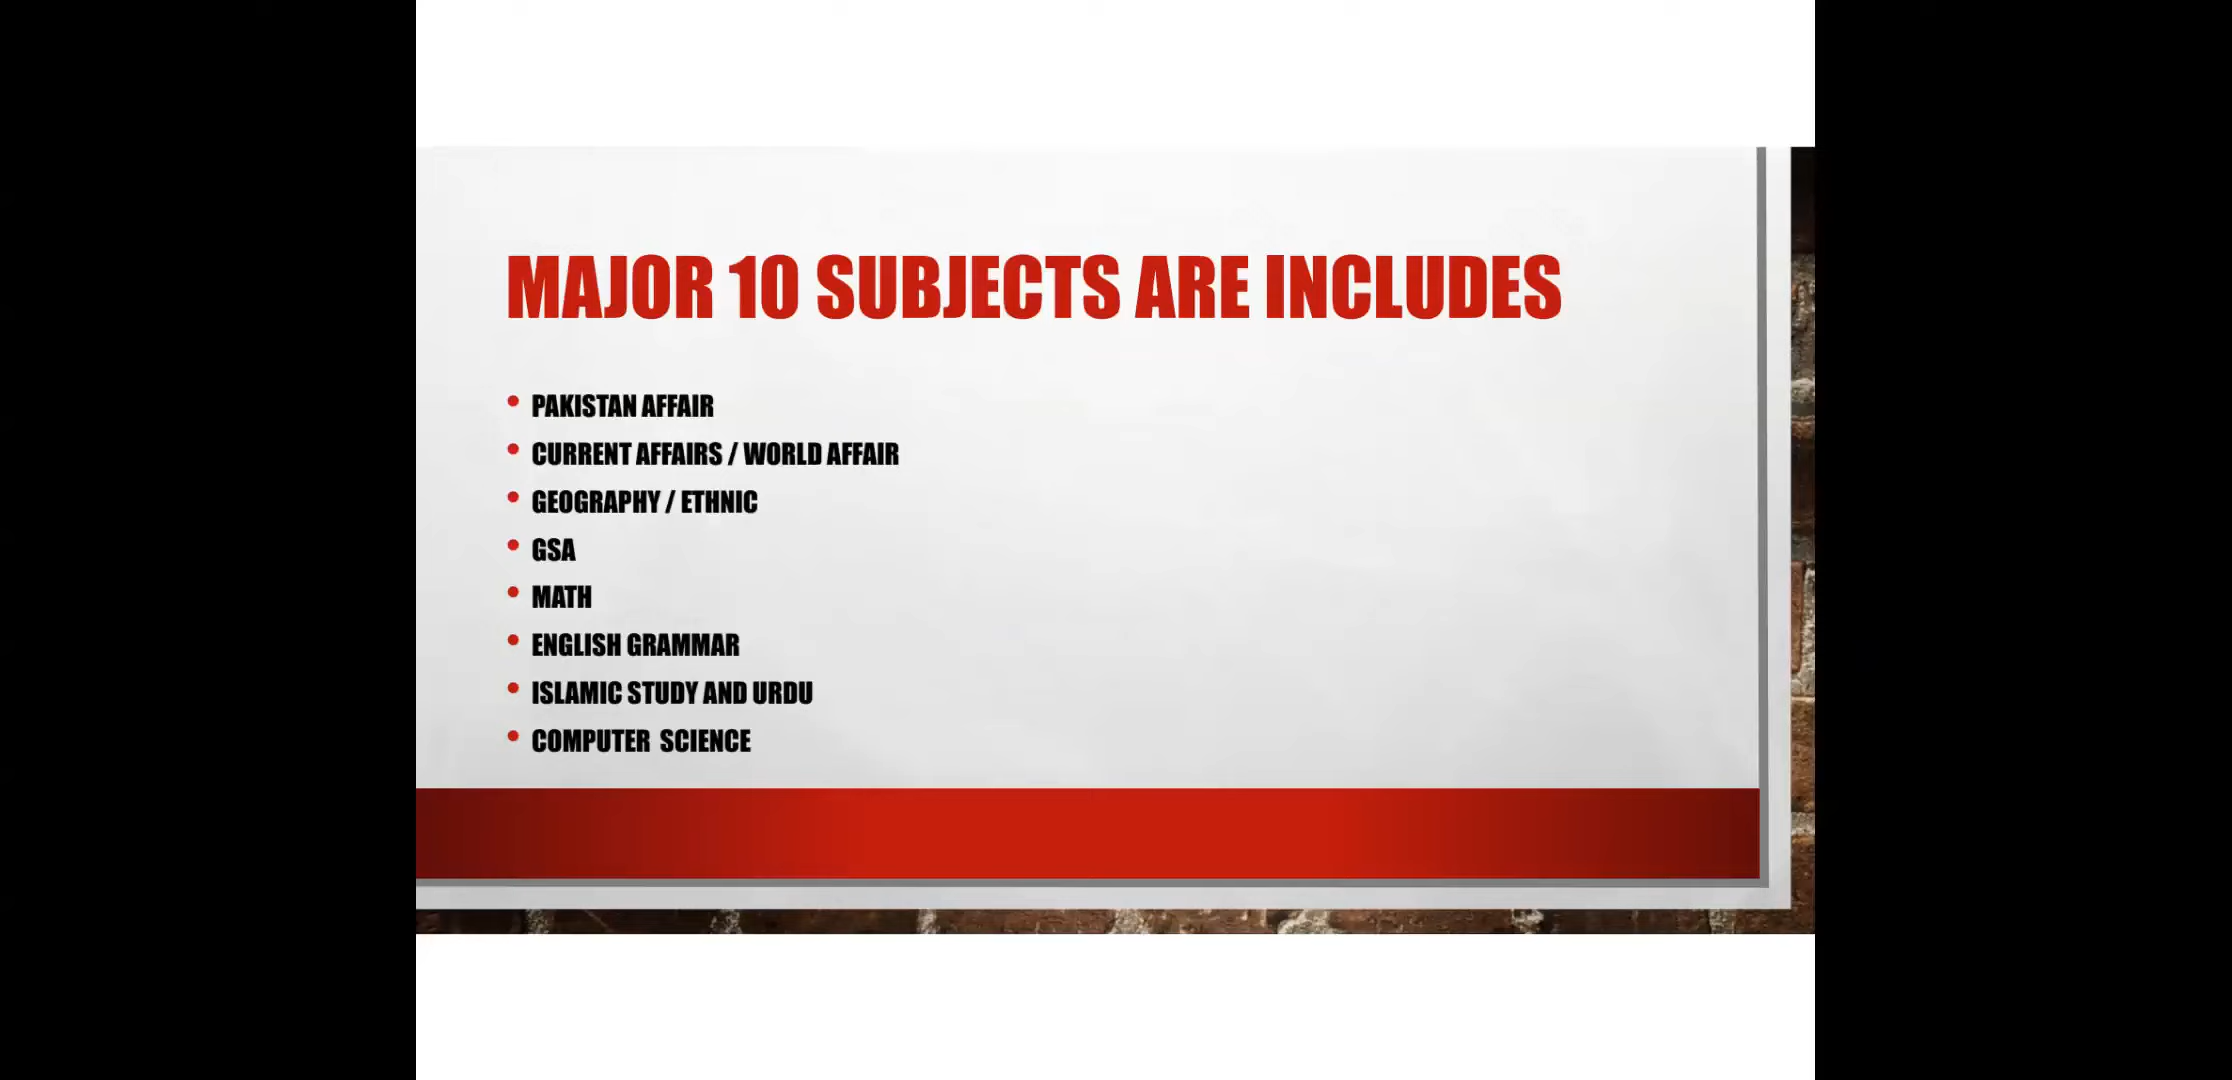 MAJOR 10 SUBJECTS ARE INCLUDES
• PAKISTAN AFFAIR
• CURRENT AFFAIRS / WORLD AFFAIR
• GEOGRAPHY / ETHNIC
• GSA
• MATH
• ENGLISH GRAMMAR
• ISLAMIC STUDY AND URDU
• COMPUTER SCIENCE